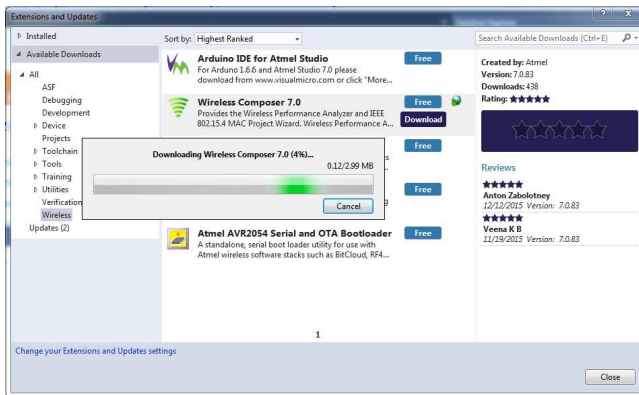 Extensions and Updates
Installed
Available Downloads
All
ASF
Debugging
Development
Device
Projects
Toolchain
Tools
Training
Utilities
Verification
Wireless
Updates (2)
Sort by: Highest Ranked
Arduino IDE for Atmel Studio
For Arduno 1.6.6 and Atmel Studio 7.0 please
download from www.visualmicro.com or click "More...
Free
Wireless Composer 7.0
Provides the Wireless Performance Analyzer and IEEE
802.15.4 MAC Project Wizard. Wireless Performance A...
Free
Download
Free
Downloading Wireless Composer 7.0 (4%)...
0.12/2.99 MB
Cancel
Free
Atmel AVR2054 Serial and OTA Bootloader
A standalone, serial boot loader utility for use with
Atmel wireless software stacks such as BitCloud, RF4...
Free
1
Search Available Downloads (Ctrl+E)
Created by: Atmel
Version: 7.0.83
Downloads: 438
Rating:
Reviews
Anton Zabolotney
12/12/2015 Version: 7.0.83
Veena K B
11/19/2015 Version: 7.0.83
Change your Extensions and Updates settings
Close